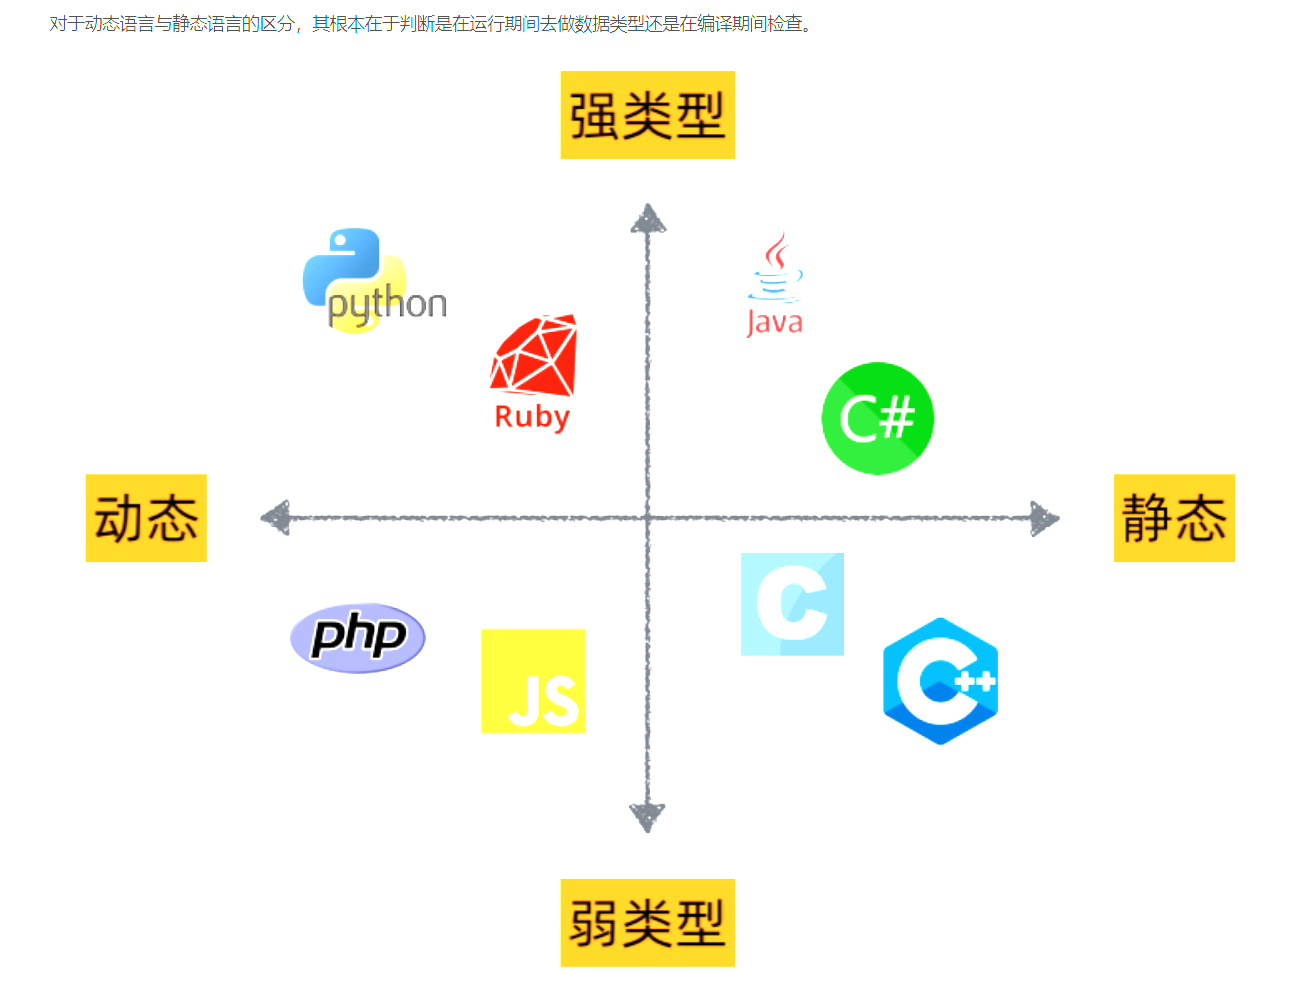 对于动态语言与静态语言的区分，其根本在于判断是在运行期间去做数据类型还是在编译期间检查。
强类型
python
Java
Ruby
C#
动态
静态
php
JS
C
C++
弱类型